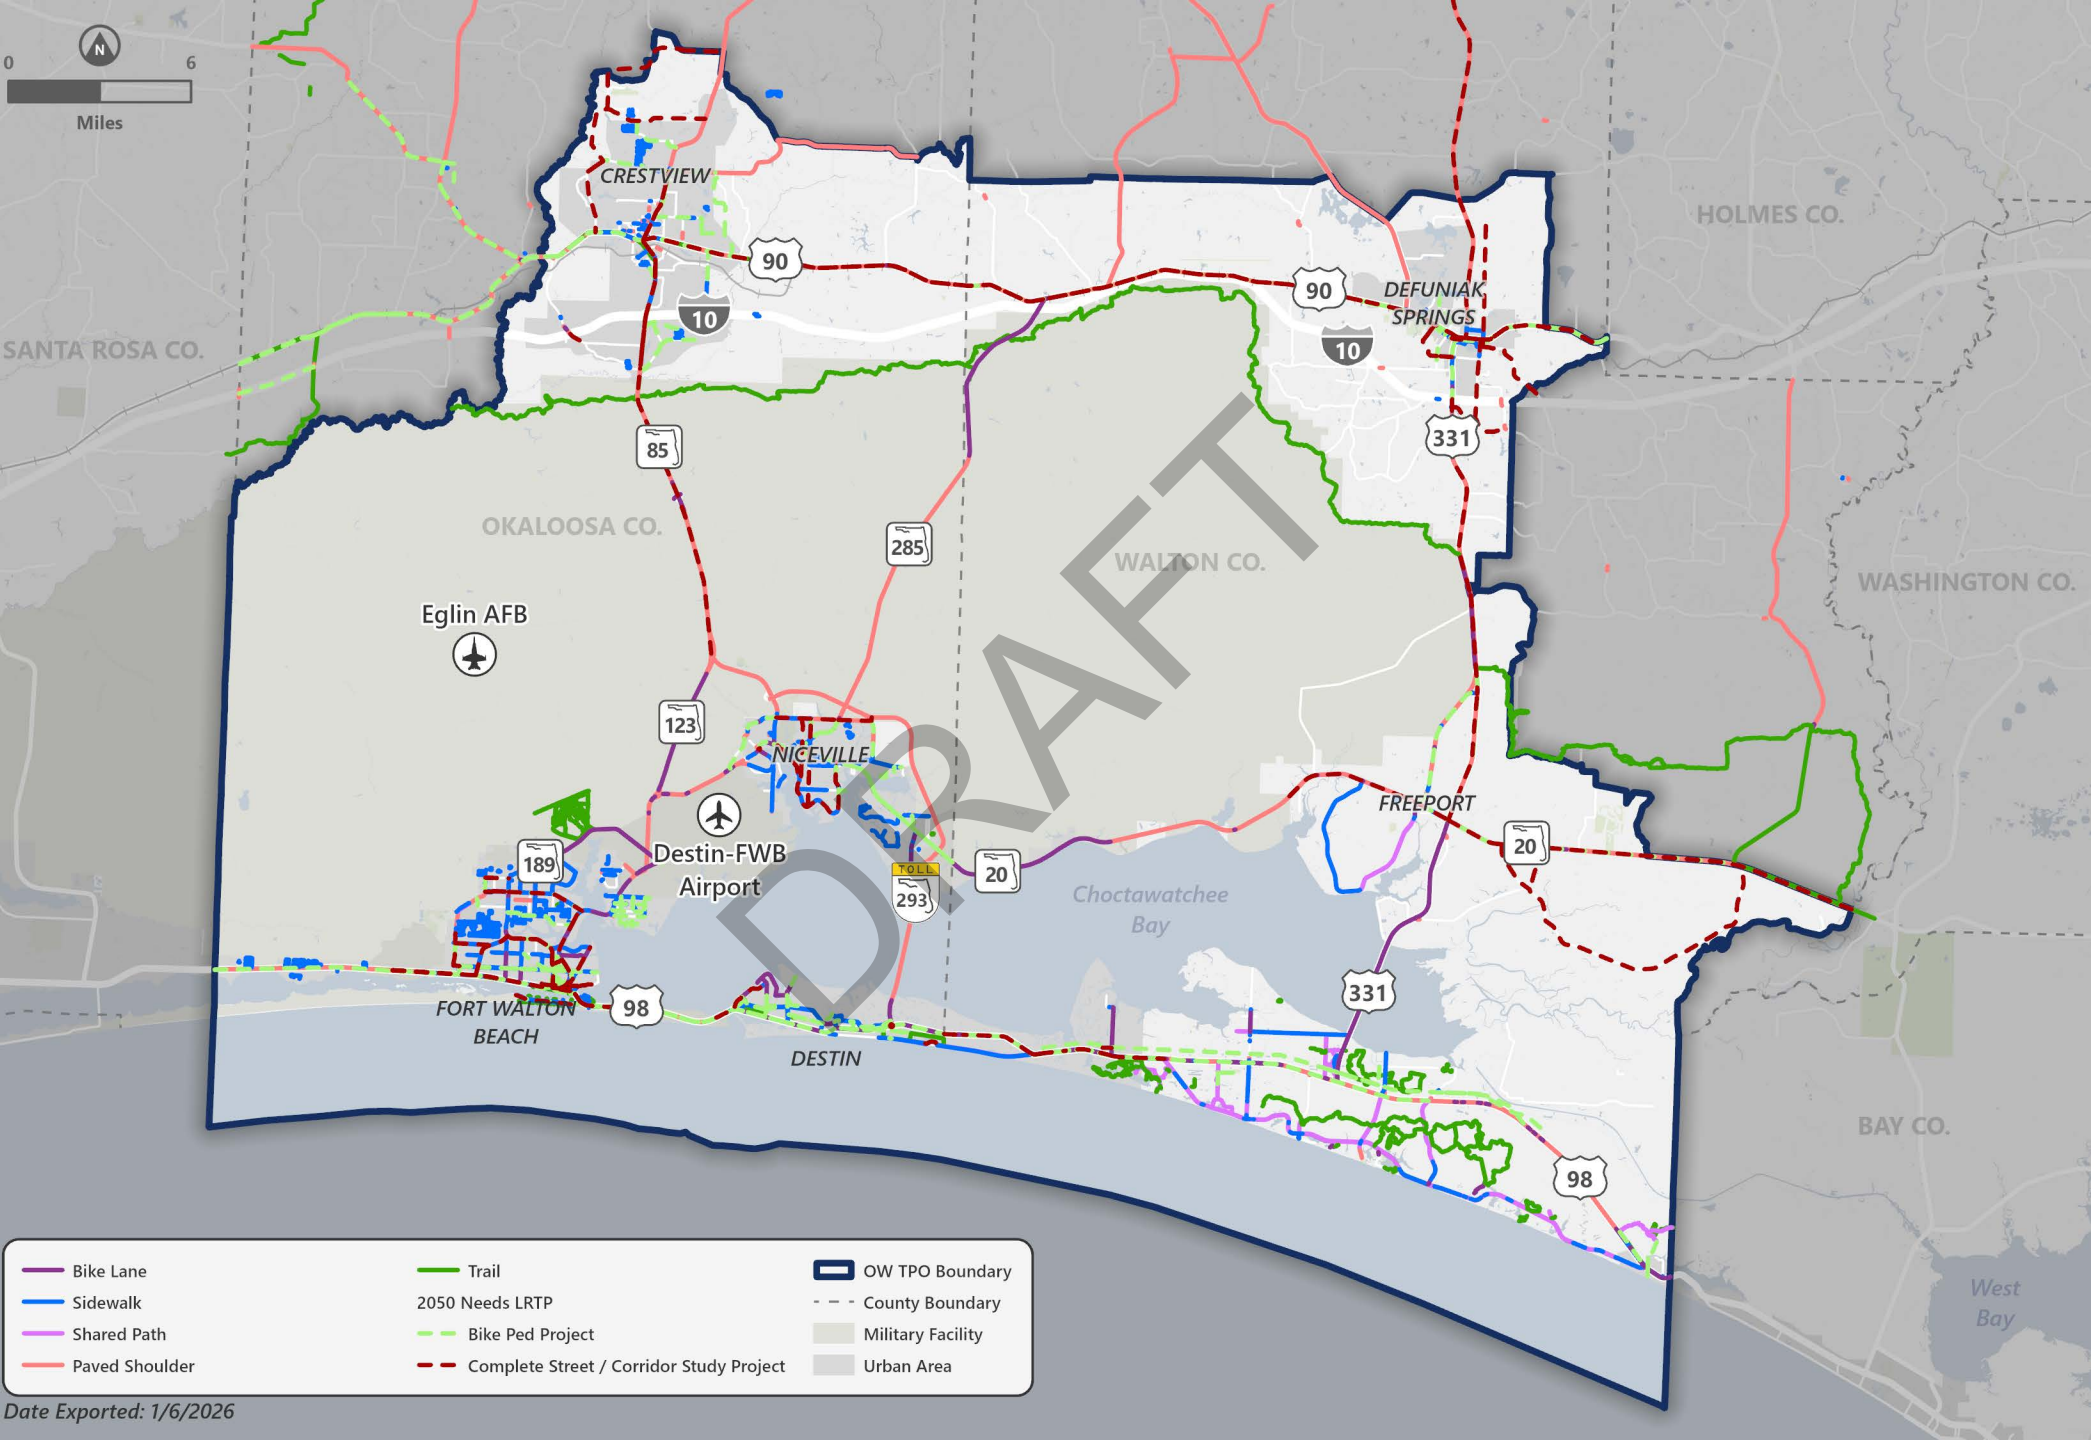 N
0 6
Miles
CRESTVIEW
HOLMES CO.
90
90
DEFUNIAK
SPRINGS
10
10
SANTA ROSA CO.
331
85
OKALOOSA CO.
285
WALTON CO.
WASHINGTON CO.
Eglin AFB
123
NICEVILLE
DRAFT
FREEPORT
189
Destin-FWB
Airport
TOLL
293
20
20
Choctawatchee
Bay
331
FORT WALTON
BEACH
98
DESTIN
BAY CO.
98
West
Bay
Bike Lane
Sidewalk
Shared Path
Paved Shoulder
Trail
2050 Needs LRTP
Bike Ped Project
Complete Street / Corridor Study Project
OW TPO Boundary
County Boundary
Military Facility
Urban Area
Date Exported: 1/6/2026